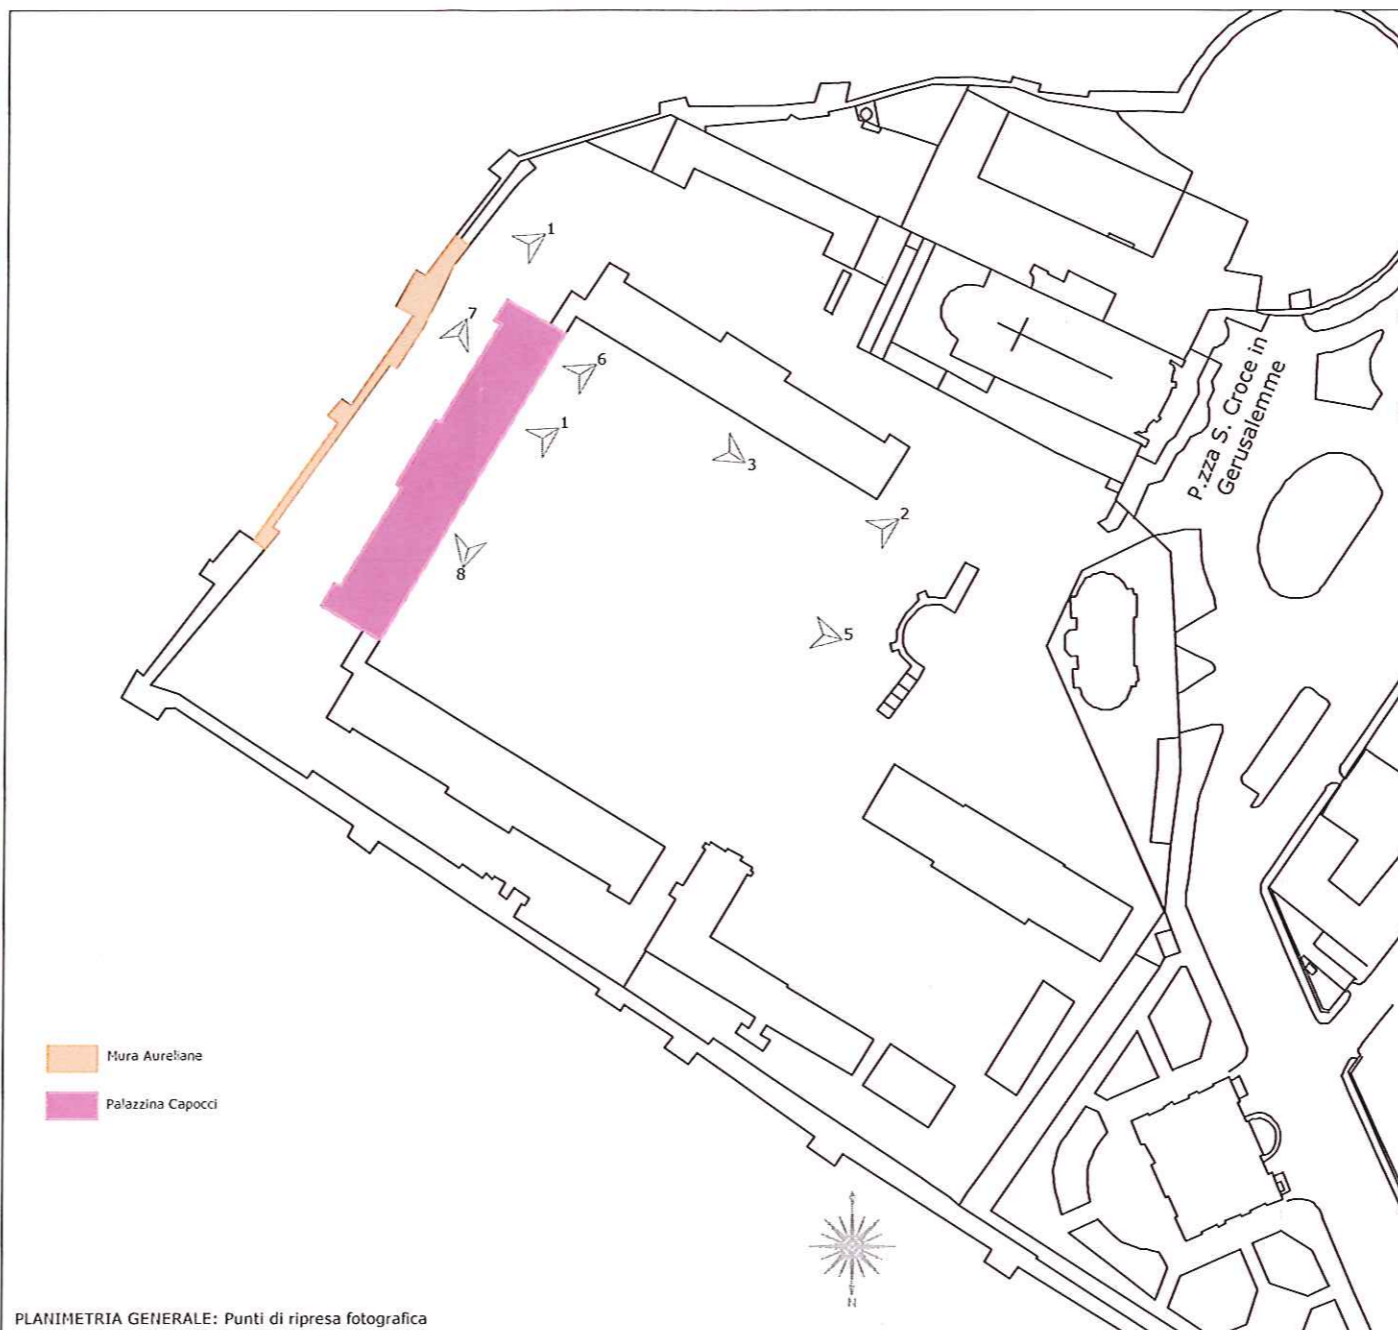 1
7
6
1
3
2
8
5
P.zza S. Croce in
Gerusalemme
Mura Aureliane
Palazzina Capocci
N
PLANIMETRIA GENERALE: Punti di ripresa fotografica